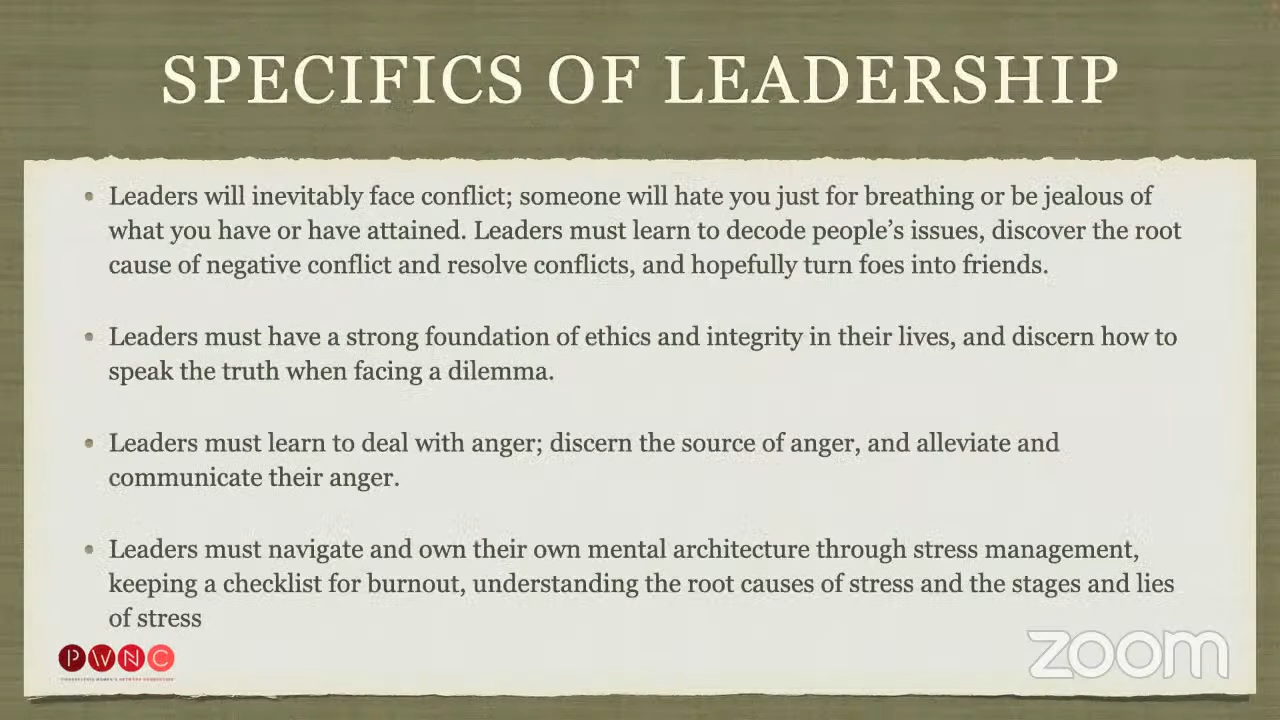 SPECIFICS OF LEADERSHIP
• Leaders will inevitably face conflict; someone will hate you just for breathing or be jealous of
what you have or have attained. Leaders must learn to decode people’s issues, discover the root
cause of negative conflict and resolve conflicts, and hopefully turn foes into friends.
• Leaders must have a strong foundation of ethics and integrity in their lives, and discern how to
speak the truth when facing a dilemma.
• Leaders must learn to deal with anger; discern the source of anger, and alleviate and
communicate their anger.
• Leaders must navigate and own their own mental architecture through stress management,
keeping a checklist for burnout, understanding the root causes of stress and the stages and lies
of stress
PWNC
zoom